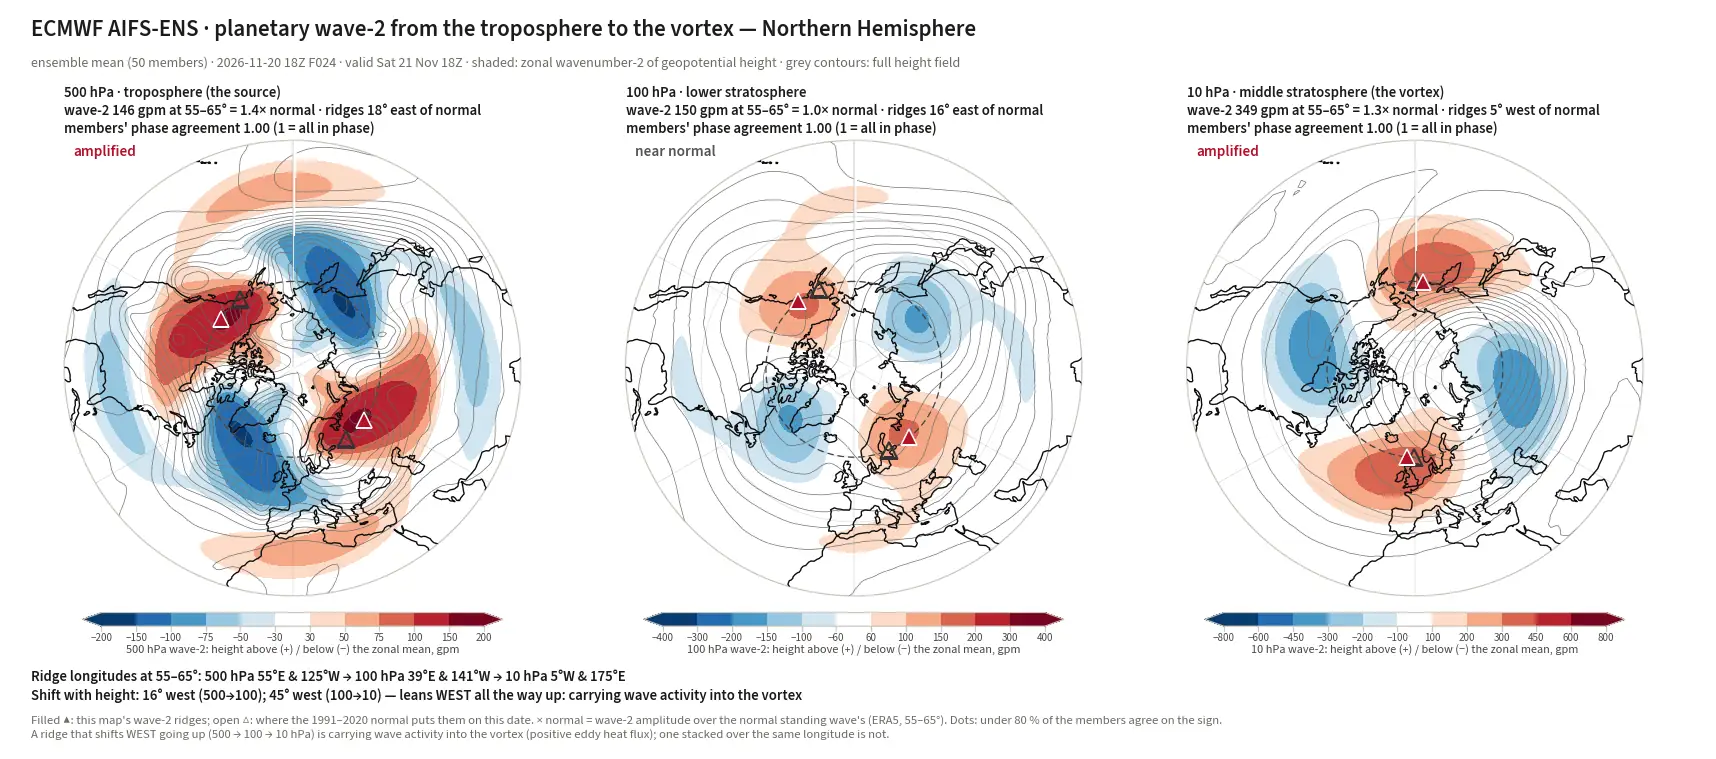 ECMWF AIFS-ENS · planetary wave-2 from the troposphere to the vortex — Northern Hemisphere
ensemble mean (50 members) · 2026-11-20 18Z F024 · valid Sat 21 Nov 18Z · shaded: zonal wavenumber-2 of geopotential height · grey contours: full height field
500 hPa · troposphere (the source)
wave-2 146 gpm at 55–65° = 1.4× normal · ridges 18° east of normal
members' phase agreement 1.00 (1 = all in phase)
amplified
100 hPa · lower stratosphere
wave-2 150 gpm at 55–65° = 1.0× normal · ridges 16° east of normal
members' phase agreement 1.00 (1 = all in phase)
near normal
10 hPa · middle stratosphere (the vortex)
wave-2 349 gpm at 55–65° = 1.3× normal · ridges 5° west of normal
members' phase agreement 1.00 (1 = all in phase)
amplified
−200 −150 −100 −75 −50 −30 30 50 75 100 150 200
500 hPa wave-2: height above (+) / below (−) the zonal mean, gpm
−400 −300 −200 −150 −100 −60 60 100 150 200 300 400
100 hPa wave-2: height above (+) / below (−) the zonal mean, gpm
−800 −600 −450 −300 −200 −100 100 200 300 450 600 800
10 hPa wave-2: height above (+) / below (−) the zonal mean, gpm
Ridge longitudes at 55–65°: 500 hPa 55°E & 125°W → 100 hPa 39°E & 141°W → 10 hPa 5°W & 175°E
Shift with height: 16° west (500→100); 45° west (100→10) — leans WEST all the way up: carrying wave activity into the vortex
Filled ▲: this map's wave-2 ridges; open △: where the 1991–2020 normal puts them on this date. × normal = wave-2 amplitude over the normal standing wave's (ERA5, 55–65°). Dots: under 80 % of the members agree on the sign.
A ridge that shifts WEST going up (500 → 100 → 10 hPa) is carrying wave activity into the vortex (positive eddy heat flux); one stacked over the same longitude is not.